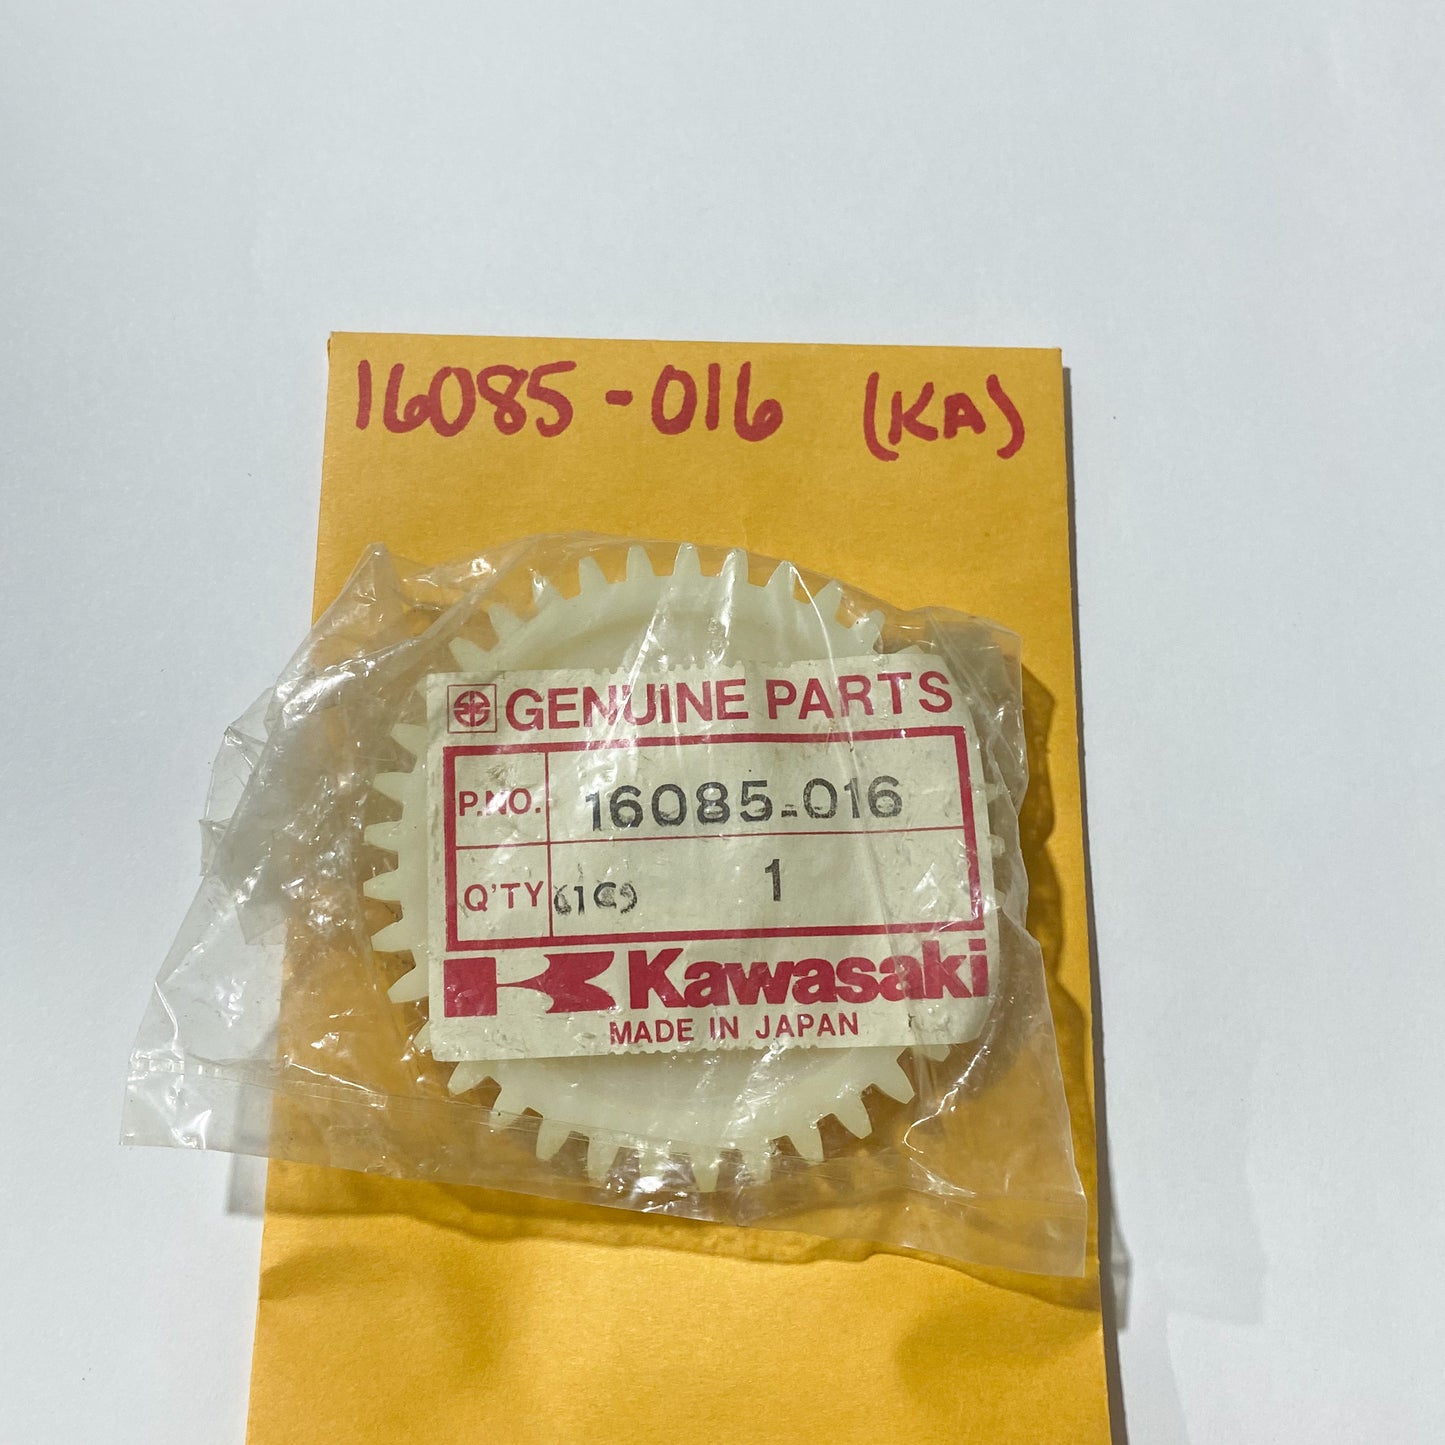 16085-016 (KA)
GENUINE PARTS
P.NO. 16085-016
Q'TY 1
Kawasaki
MADE IN JAPAN